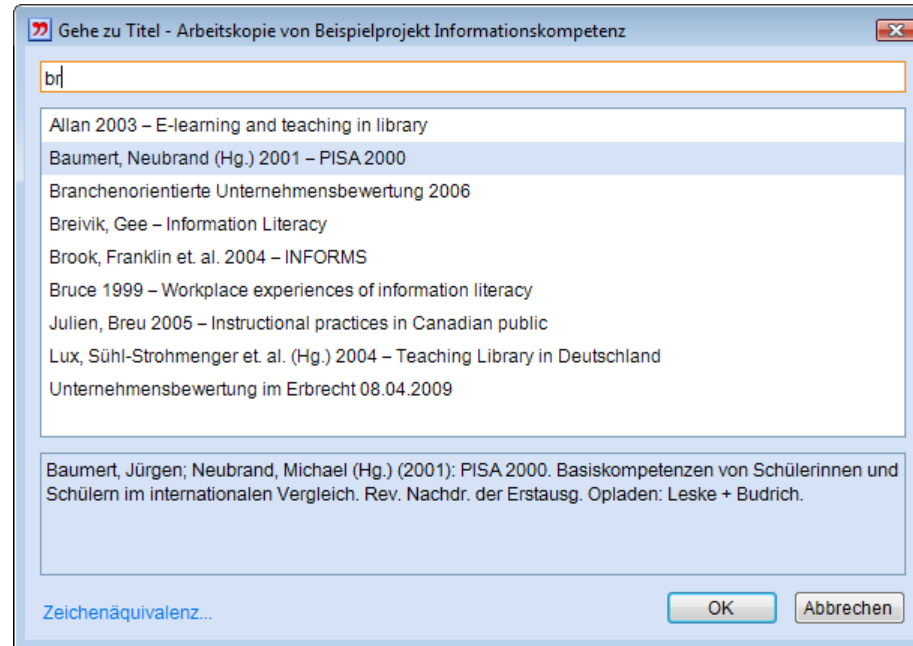 Gehe zu Titel - Arbeitskopie von Beispielprojekt Informationskompetenz
br
Allan 2003 – E-learning and teaching in library
Baumert, Neubrand (Hg.) 2001 – PISA 2000
Branchenorientierte Unternehmensbewertung 2006
Breivik, Gee – Information Literacy
Brook, Franklin et. al. 2004 – INFORMS
Bruce 1999 – Workplace experiences of information literacy
Julien, Breu 2005 – Instructional practices in Canadian public
Lux, Sühl-Strohmenger et. al. (Hg.) 2004 – Teaching Library in Deutschland
Unternehmensbewertung im Erbrecht 08.04.2009
Baumert, Jürgen; Neubrand, Michael (Hg.) (2001): PISA 2000. Basiskompetenzen von Schülerinnen und
Schülern im internationalen Vergleich. Rev. Nachdr. der Erstausg. Opladen: Leske + Budrich.
Zeichenäquivalenz...
OK
Abbrechen